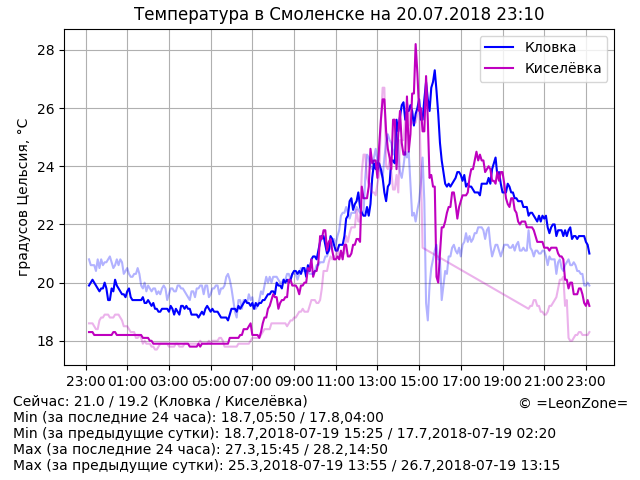 Температура в Смоленске на 20.07.2018 23:10
Кловка
Киселёвка
градусов Цельсия, °C
28
26
24
22
20
18
23:00 01:00 03:00 05:00 07:00 09:00 11:00 13:00 15:00 17:00 19:00 21:00 23:00
Сейчас: 21.0 / 19.2 (Кловка / Киселёвка)
© =LeonZone=
Min (за последние 24 часа): 18.7,05:50 / 17.8,04:00
Min (за предыдущие сутки): 18.7,2018-07-19 15:25 / 17.7,2018-07-19 02:20
Max (за последние 24 часа): 27.3,15:45 / 28.2,14:50
Max (за предыдущие сутки): 25.3,2018-07-19 13:55 / 26.7,2018-07-19 13:15